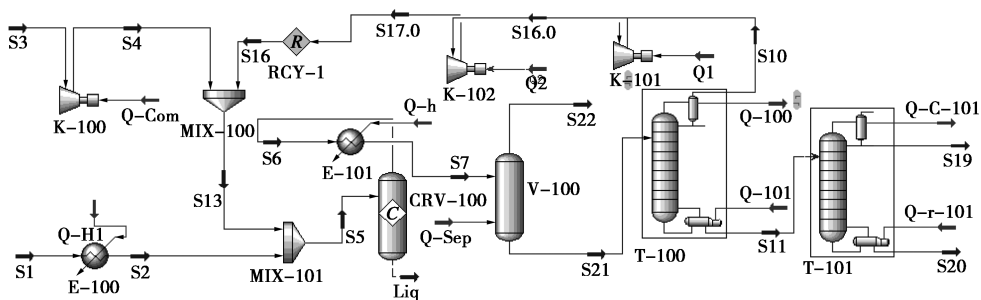 S3
S4
S16
RCY-1
R
S17.0
S16.0
S10
K-100
Q-Com
MIX-100
K-102
Q2
K-101
Q1
Q-h
S6
E-101
S7
S22
Q-100
Q-C-101
S19
S13
S5
CRV-100
C
V-100
Q-Sep
Q-101
Q-r-101
Q-H1
S1
E-100
S2
MIX-101
Liq
S21
T-100
S11
T-101
S20